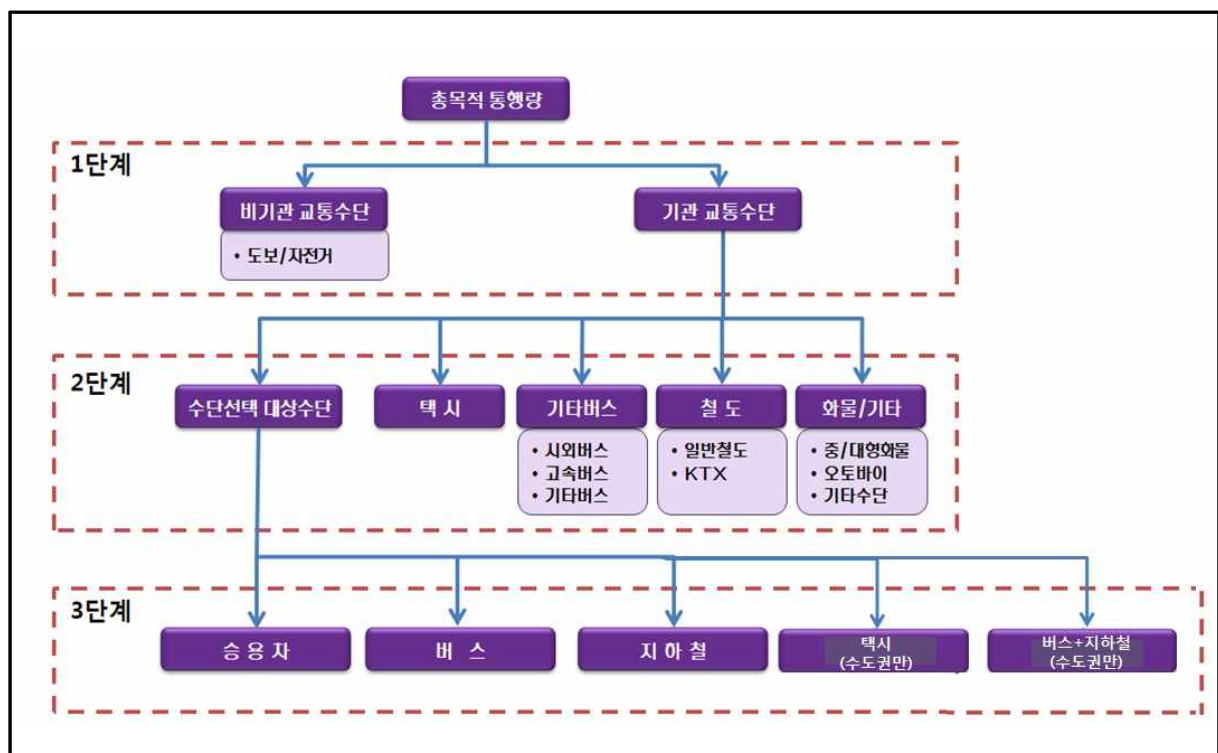 총목적 통행량
1단계
비기관 교통수단
기관 교통수단
• 도보/자전거
2단계
수단선택 대상수단
택 시
기타버스
철 도
화물/기타
• 시외버스
• 고속버스
• 기타버스
• 일반철도
• KTX
• 중/대형화물
• 오토바이
• 기타수단
3단계
승 용 차
버 스
지 하 철
택시
(수도권만)
버스+지하철
(수도권만)